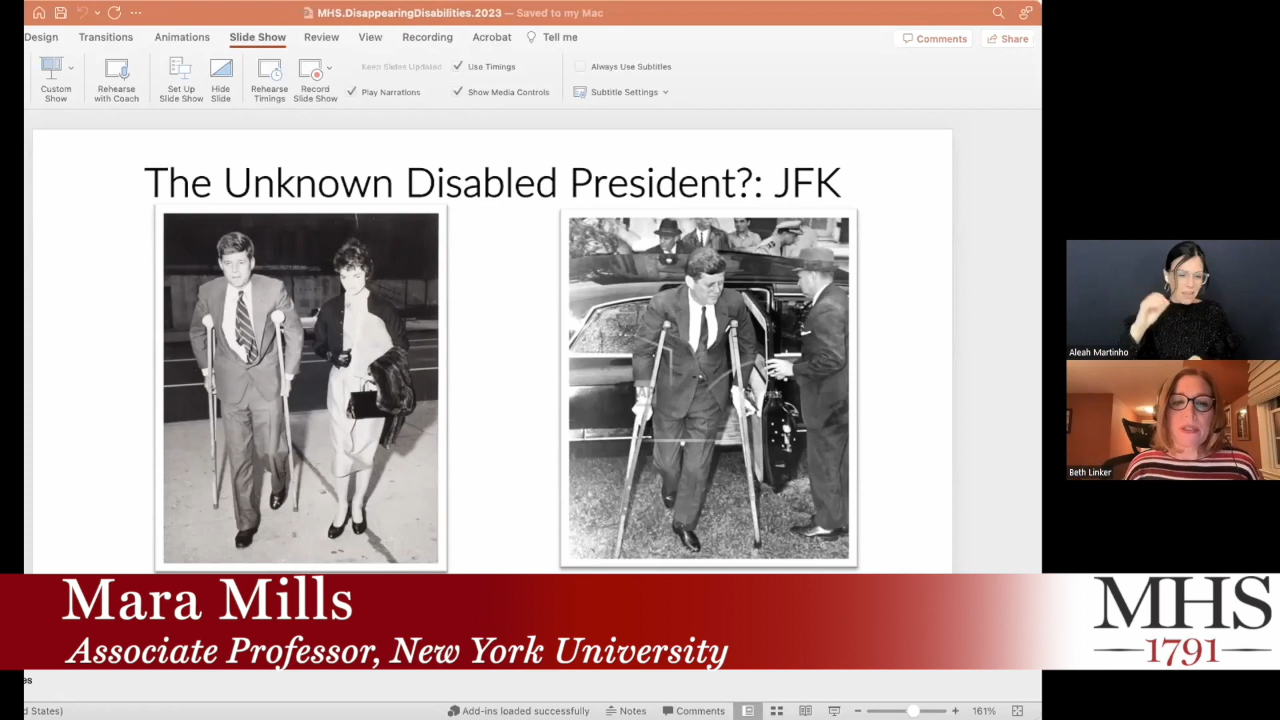 MHS.DisappearingDisabilities.2023 — Saved to my Mac
Design Transitions Animations Slide Show Review View Recording Acrobat Tell me
Comments Share
Custom Show
Rehearse with Coach
Set Up Slide Show
Hide Slide
Rehearse Timings
Record Slide Show
Keep Slides Updated
Use Timings
Play Narrations
Show Media Controls
Always Use Subtitles
Subtitle Settings
The Unknown Disabled President?: JFK
Aleah Martinho
Beth Linker
Mara Mills
Associate Professor, New York University
MHS
1791
es
d States)
Add-ins loaded successfully Notes Comments 161%